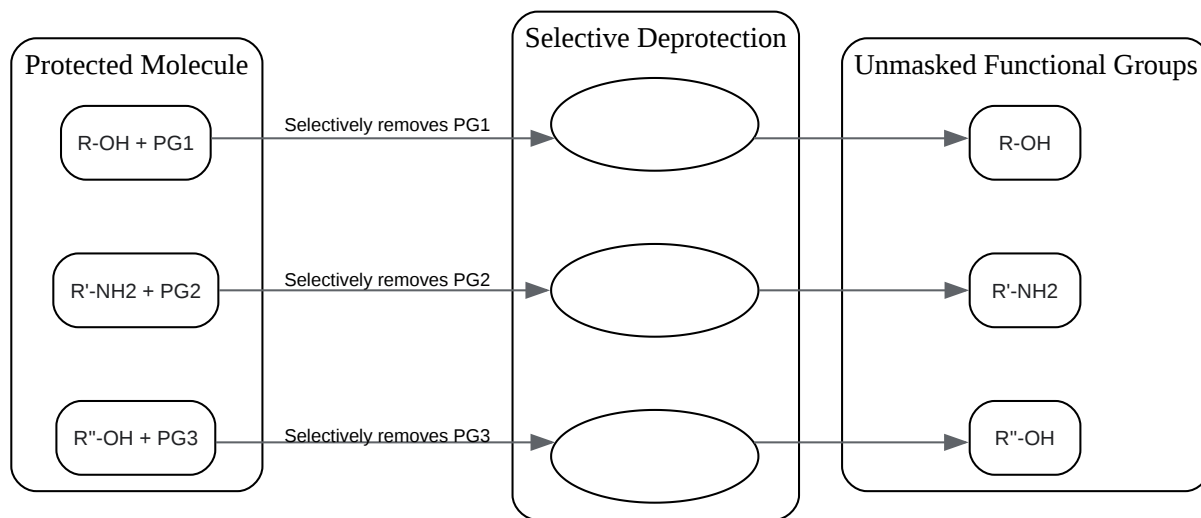 Protected Molecule
Selective Deprotection
Unmasked Functional Groups
R-OH + PG1
Selectively removes PG1
R-OH
R'-NH2 + PG2
Selectively removes PG2
R'-NH2
R"-OH + PG3
Selectively removes PG3
R"-OH